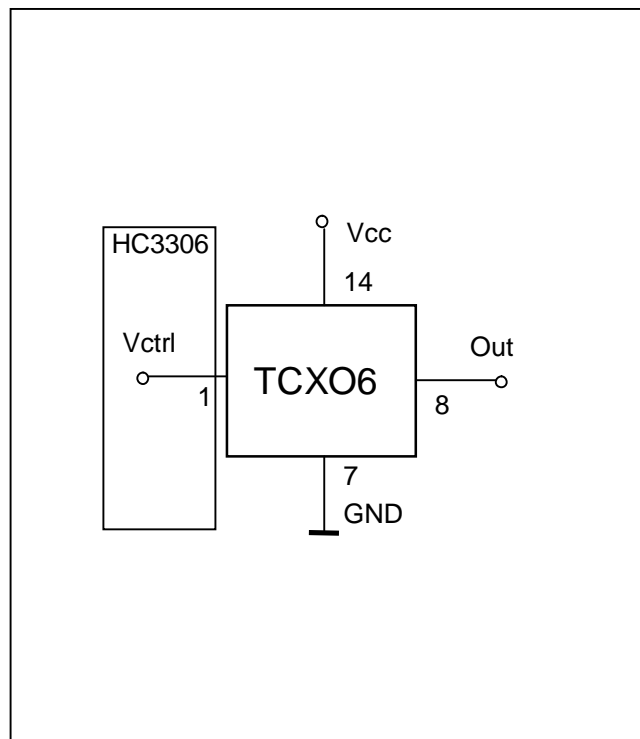 Vcc
HC3306
14
Vctrl
Out
TCXO6
1
8
7
GND